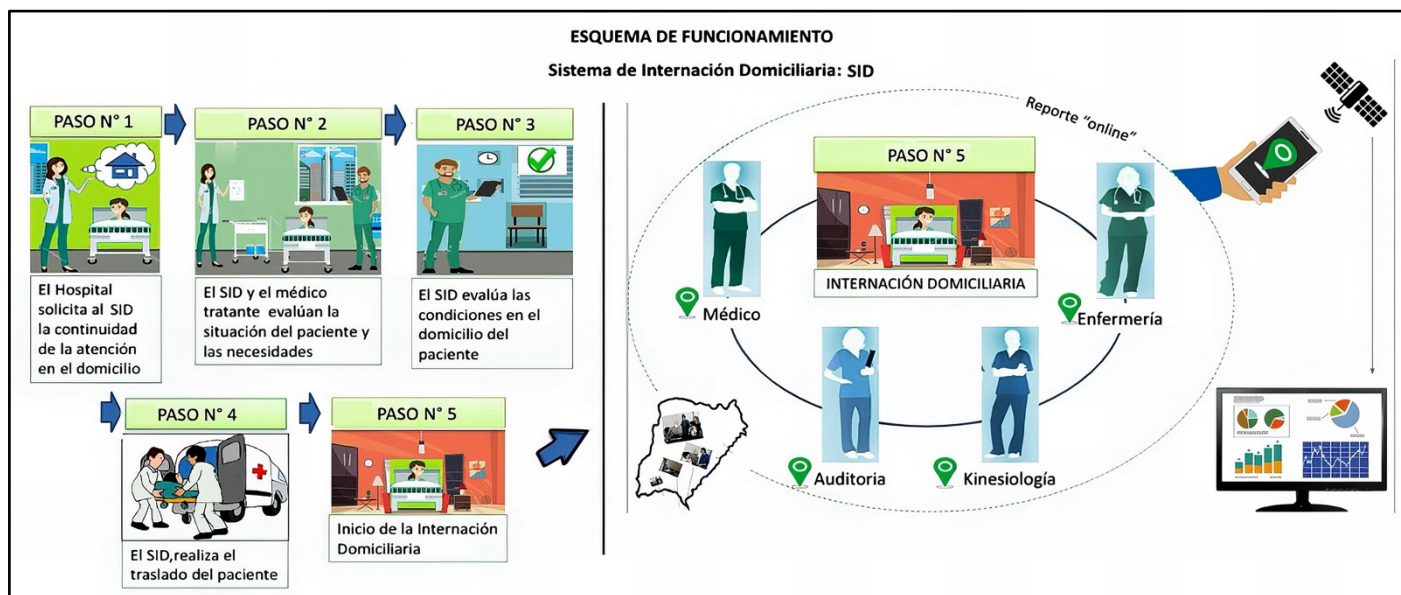 ESQUEMA DE FUNCIONAMIENTO
Sistema de Internación Domiciliaria: SID
PASO N° 1
El Hospital
solicita al SID
la continuidad
de la atención
en el domicilio
PASO N° 2
El SID y el médico
tratante evalúan la
situación del paciente y
las necesidades
PASO N° 3
El SID evalúa las
condiciones en el
domicilio del
paciente
PASO N° 4
El SID,realiza el
traslado del paciente
PASO N° 5
Inicio de la Internación
Domiciliaria
Reporte "online"
PASO N° 5
INTERNACIÓN DOMICILIARIA
Médico
Enfermería
Auditoria
Kinesiología